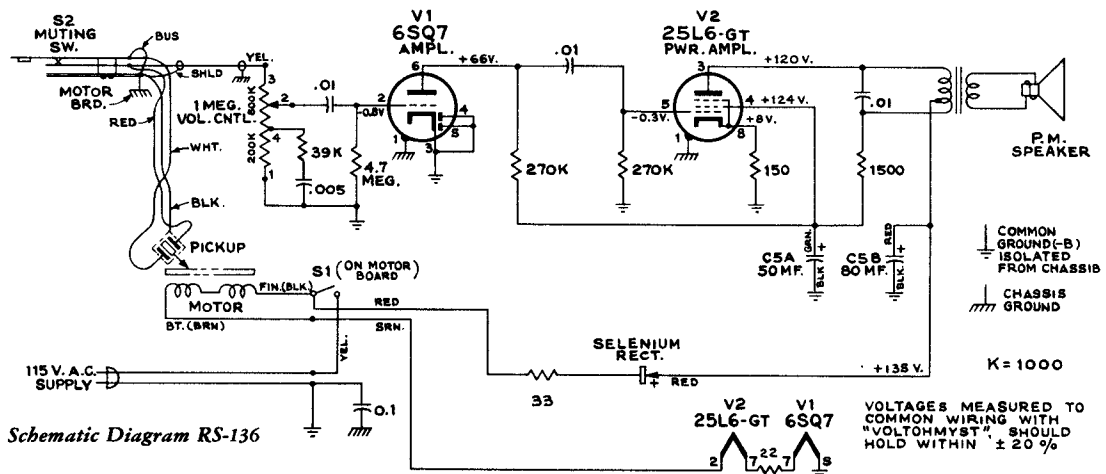 S2
MUTING
SW.
BUS
YEL.
SHLD
MOTOR
BRD.
RED
WHT.
BLK.
PICKUP
3
800K
1 MEG.
VOL. CNTL.
2
4
200K
1
39K
.005
.01
4.7
MEG.
V1
6SQ7
AMPL.
6
+66V.
2
-0.8V
4
5
1
3
.01
270K
270K
V2
25L6-GT
PWR. AMPL.
3
+120 V.
5
-0.3V.
4
+124V.
+8V.
8
1
150
.01
1500
P.M.
SPEAKER
GRN.
C5A
50 MF.
BLK
RED
C5B
80 MF.
BLK.
COMMON
GROUND(-B)
ISOLATED
FROM CHASSIS
CHASSIS
GROUND
MOTOR
FIN.(BLK)
BT.(BRN)
S1 (ON MOTOR
BOARD)
RED
BRN.
YEL.
115 V. A.C.
SUPPLY
0.1
SELENIUM
RECT.
33
+
RED
+135 V.
K = 1000
V2
25L6-GT
V1
6SQ7
2
7
22
7
8
VOLTAGES MEASURED TO
COMMON WIRING WITH
"VOLTOHMYST", SHOULD
HOLD WITHIN ± 20 %
Schematic Diagram RS-136